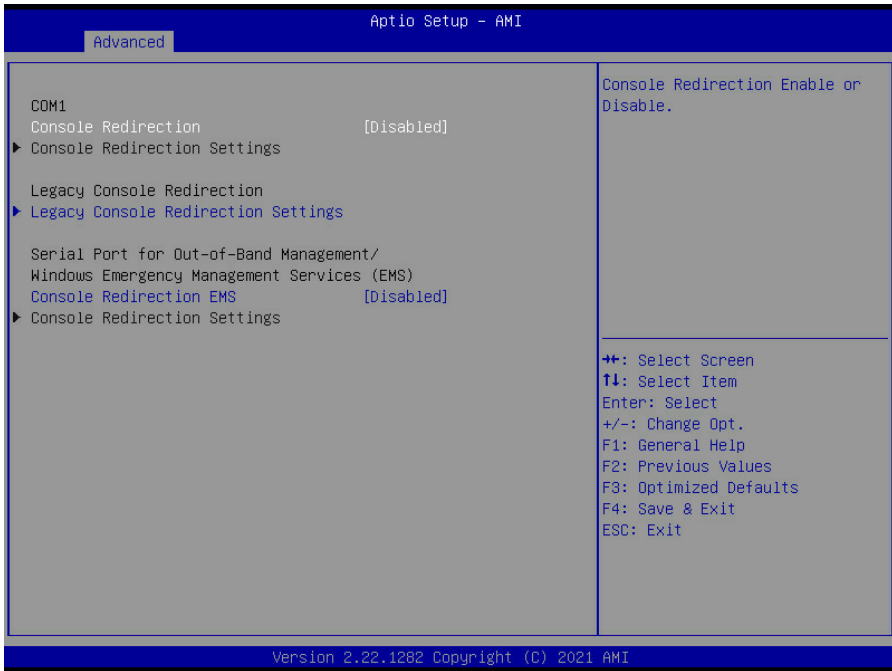 Aptio Setup – AMI
Advanced
COM1
Console Redirection [Disabled]
▶ Console Redirection Settings
Legacy Console Redirection
▶ Legacy Console Redirection Settings
Serial Port for Out-of-Band Management/
Windows Emergency Management Services (EMS)
Console Redirection EMS [Disabled]
▶ Console Redirection Settings
Console Redirection Enable or
Disable.
→←: Select Screen
↑↓: Select Item
Enter: Select
+/-: Change Opt.
F1: General Help
F2: Previous Values
F3: Optimized Defaults
F4: Save & Exit
ESC: Exit
Version 2.22.1282 Copyright (C) 2021 AMI